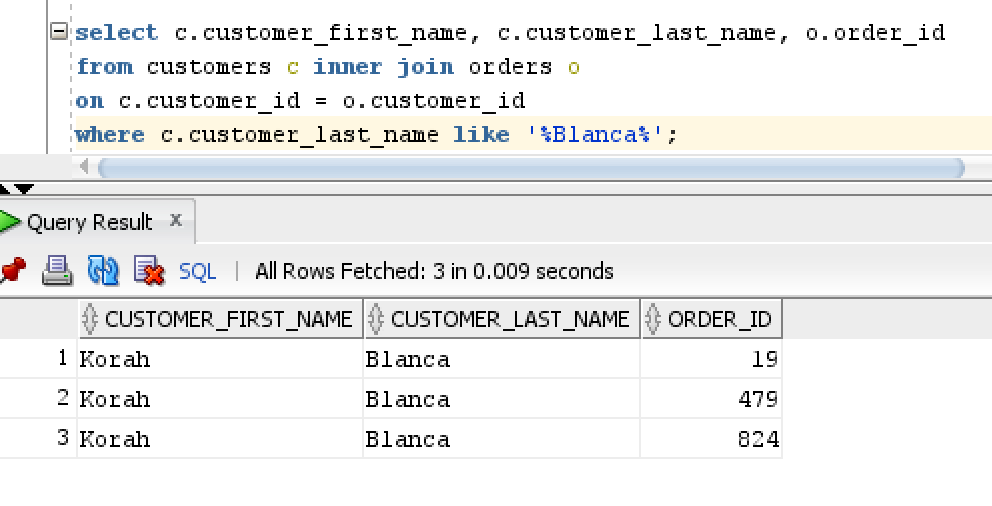 select c.customer_first_name, c.customer_last_name, o.order_id
from customers c inner join orders o
on c.customer_id = o.customer_id
where c.customer_last_name like '%Blanca%';
Query Result x
SQL | All Rows Fetched: 3 in 0.009 seconds
CUSTOMER_FIRST_NAME CUSTOMER_LAST_NAME ORDER_ID
1 Korah Blanca 19
2 Korah Blanca 479
3 Korah Blanca 824